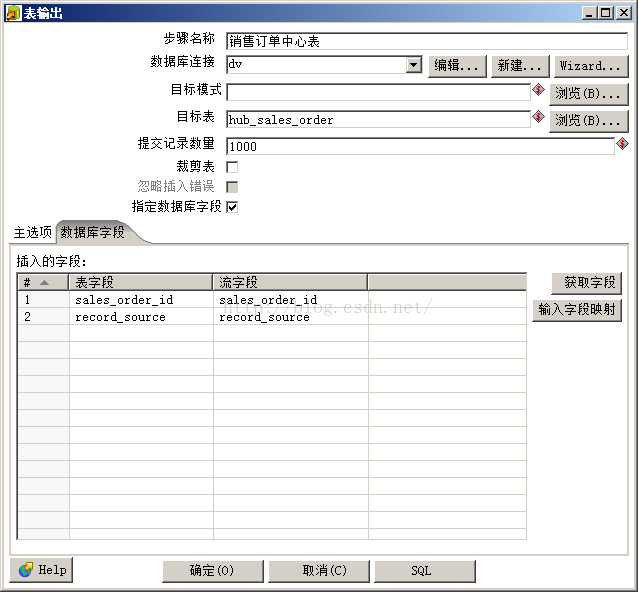 表输出
步骤名称 销售订单中心表
数据库连接 dv 编辑... 新建... Wizard...
目标模式 浏览(B)...
目标表 hub_sales_order 浏览(B)...
提交记录数量 1000
裁剪表
忽略插入错误
指定数据库字段
主选项 数据库字段
插入的字段:
# 表字段 流字段 获取字段
1 sales_order_id sales_order_id
2 record_source record_source 输入字段映射
http://blog.csdn.net/
Help 确定(O) 取消(C) SQL